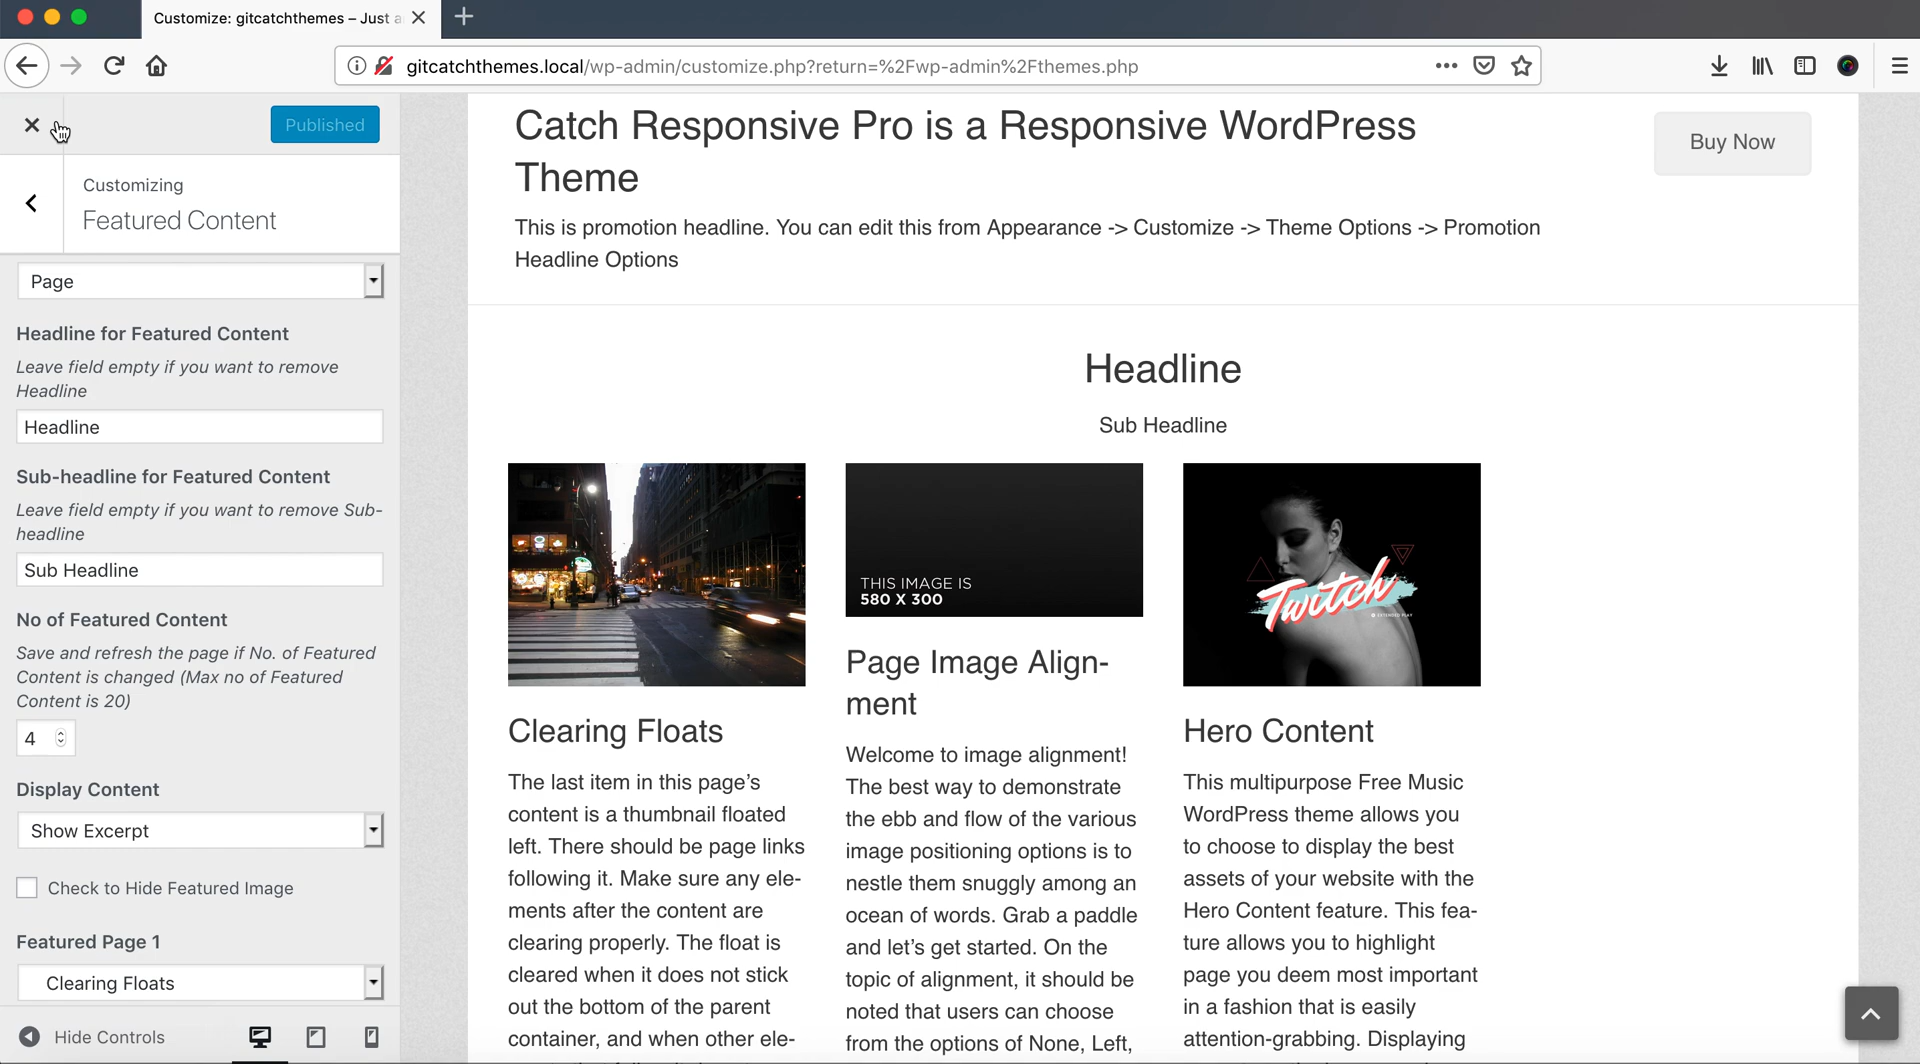 Customize: gitcatchthemes – Just a
gitcatchthemes.local/wp-admin/customize.php?return=%2Fwp-admin%2Fthemes.php
Published
Customizing
Featured Content
Page
Headline for Featured Content
Leave field empty if you want to remove
Headline
Headline
Sub-headline for Featured Content
Leave field empty if you want to remove Sub-
headline
Sub Headline
No of Featured Content
Save and refresh the page if No. of Featured
Content is changed (Max no of Featured
Content is 20)
4
Display Content
Show Excerpt
Check to Hide Featured Image
Featured Page 1
Clearing Floats
Hide Controls
Catch Responsive Pro is a Responsive WordPress
Theme
This is promotion headline. You can edit this from Appearance -> Customize -> Theme Options -> Promotion
Headline Options
Buy Now
Headline
Sub Headline
Clearing Floats
The last item in this page’s
content is a thumbnail floated
left. There should be page links
following it. Make sure any ele-
ments after the content are
clearing properly. The float is
cleared when it does not stick
out the bottom of the parent
container, and when other ele-
THIS IMAGE IS
580 X 300
Page Image Align-
ment
Welcome to image alignment!
The best way to demonstrate
the ebb and flow of the various
image positioning options is to
nestle them snuggly among an
ocean of words. Grab a paddle
and let’s get started. On the
topic of alignment, it should be
noted that users can choose
from the options of None, Left,
Twitch
EXTENDED PLAY
Hero Content
This multipurpose Free Music
WordPress theme allows you
to choose to display the best
assets of your website with the
Hero Content feature. This fea-
ture allows you to highlight
page you deem most important
in a fashion that is easily
attention-grabbing. Displaying